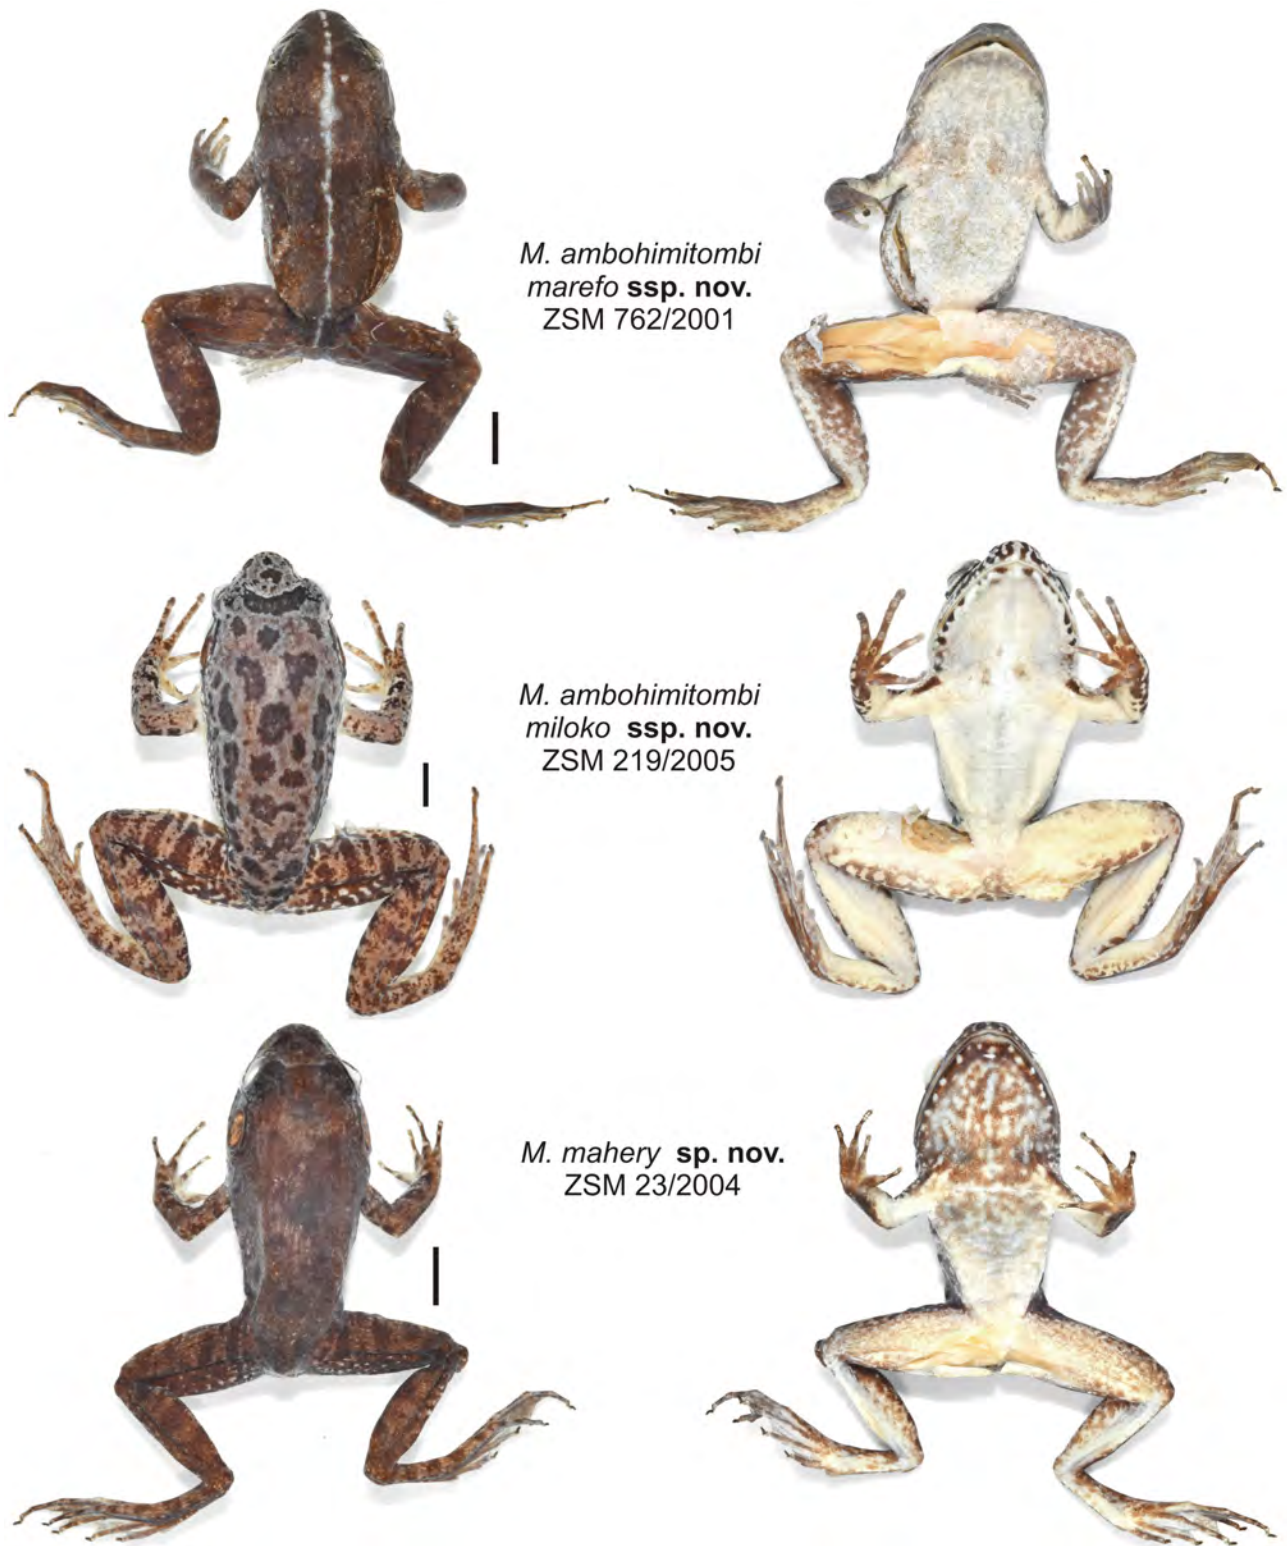 M. ambohimitombi
marefo ssp. nov.
ZSM 762/2001
M. ambohimitombi
miloko ssp. nov.
ZSM 219/2005
M. mahery sp. nov.
ZSM 23/2004